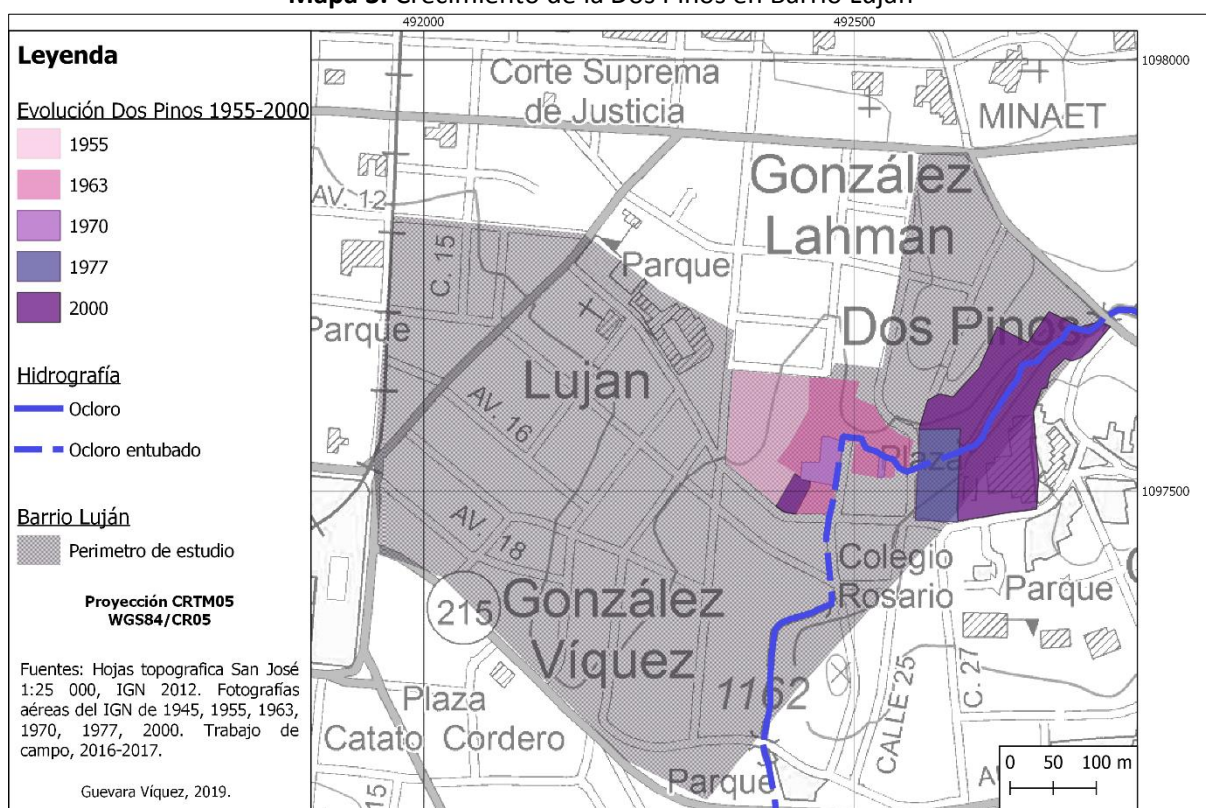 Mapa 3. Crecimiento de la Dos Pinos en Barrio Luján
492000
492500
1098000
1097500
Leyenda
Evolución Dos Pinos 1955-2000
1955
1963
1970
1977
2000
Hidrografía
Ocloro
Ocloro entubado
Barrio Luján
Perimetro de estudio
Proyección CRTM05
WGS84/CR05
Fuentes: Hojas topografica San José
1:25 000, IGN 2012. Fotografías
aéreas del IGN de 1945, 1955, 1963,
1970, 1977, 2000. Trabajo de
campo, 2016-2017.
Guevara Víquez, 2019.
Corte Suprema
de Justicia
MINAET
González
Lahman
AV. 12
C. 15
Parque
Parque
Dos Pinos
Lujan
AV. 16
Plaza
AV. 18
Colegio
Rosario
Parque
215
González
Víquez
1162
CALLE 25
C. 27
Plaza
Catato Cordero
Parque
15
0 50 100 m